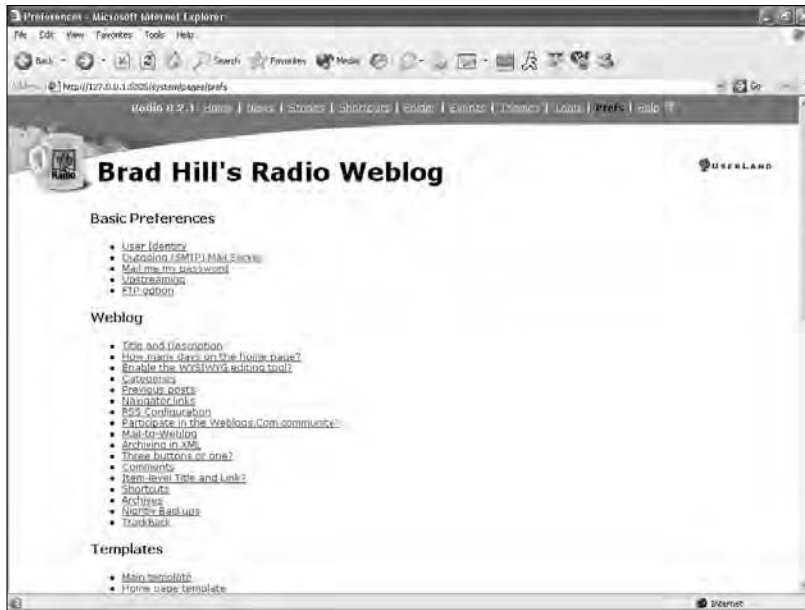 Preferences - Microsoft Internet Explorer
File Edit View Favorites Tools Help
Back Search Favorites Media
http://127.0.0.1:5335/system/pages/prefs Go
Radio 8.2.1: Home | News | Stories | Shortcuts | Folder | Events | Themes | Tools | Prefs | Help
Radio
Brad Hill's Radio Weblog
USERLAND
Basic Preferences
User Identity
Outgoing (SMTP) Mail Server
Mail me my password
Upstreaming
FTP option
Weblog
Title and Description
How many days on the home page?
Enable the WYSIWYG editing tool?
Categories
Previous posts
Navigator links
RSS Configuration
Participate in the Weblogs.Com community?
Mail-to-Weblog
Archiving in XML
Three buttons or one?
Comments
Item-level Title and Link?
Shortcuts
Archives
Nightly Back-ups
TrackBack
Templates
Main template
Home page template
Internet